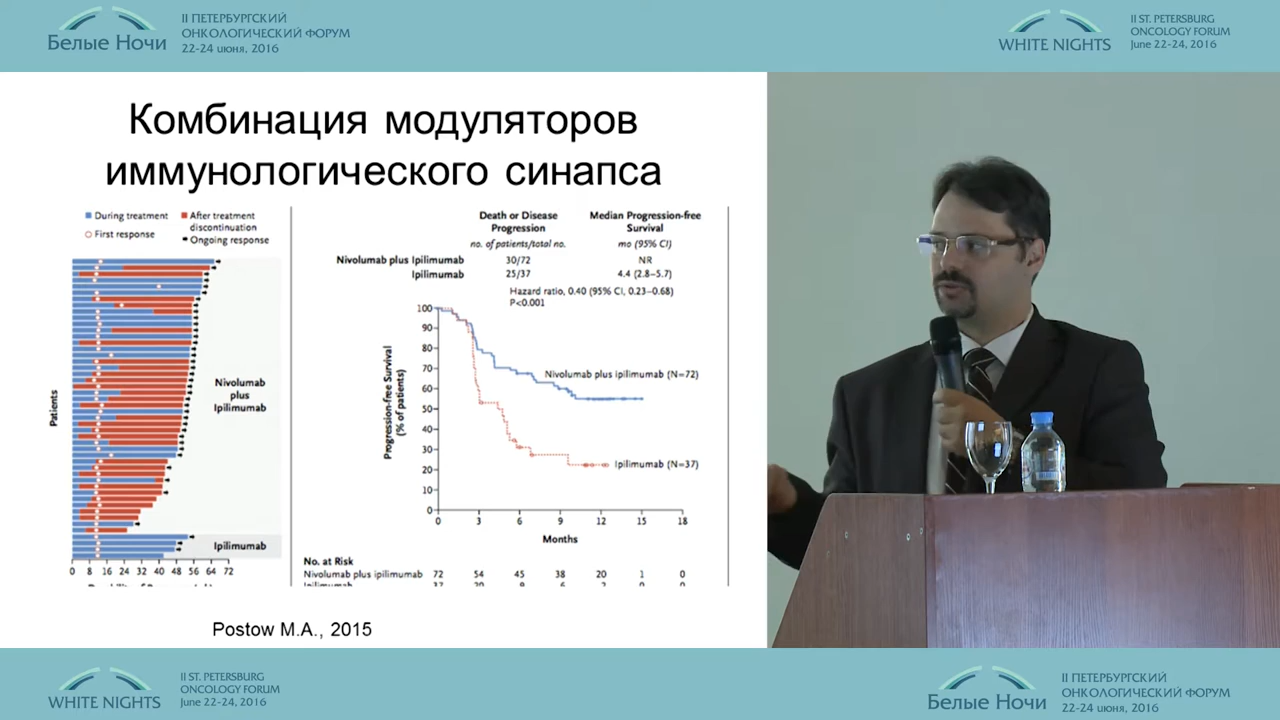 Белые Ночи
II ПЕТЕРБУРГСКИЙ
ОНКОЛОГИЧЕСКИЙ ФОРУМ
22-24 июня, 2016
WHITE NIGHTS
II ST. PETERSBURG
ONCOLOGY FORUM
June 22-24, 2016
Комбинация модуляторов
иммунологического синапса
During treatment
After treatment
discontinuation
First response
Ongoing response
Patients
Nivolumab
plus
Ipilimumab
Ipilimumab
0 8 16 24 32 40 48 56 64 72
Death or Disease
Progression
Median Progression-free
Survival
no. of patients/total no.
mo (95% CI)
Nivolumab plus Ipilimumab 30/72 NR
Ipilimumab 25/37 4.4 (2.8–5.7)
Hazard ratio, 0.40 (95% CI, 0.23–0.68)
P<0.001
Progression-free Survival
(% of patients)
100
90
80
70
60
50
40
30
20
10
0
Nivolumab plus ipilimumab (N=72)
Ipilimumab (N=37)
0 3 6 9 12 15 18
Months
No. at Risk
Nivolumab plus ipilimumab 72 54 45 38 20 1 0
Postow M.A., 2015
WHITE NIGHTS
II ST. PETERSBURG
ONCOLOGY FORUM
June 22-24, 2016
Белые Ночи
II ПЕТЕРБУРГСКИЙ
ОНКОЛОГИЧЕСКИЙ ФОРУМ
22-24 июня, 2016